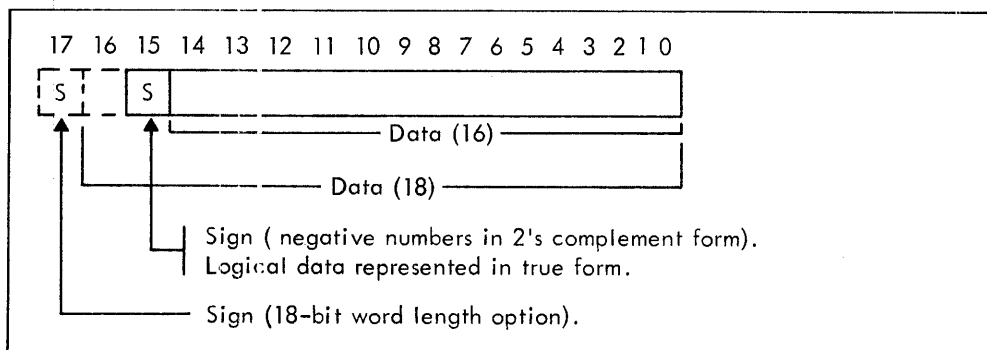 17 16 15 14 13 12 11 10 9 8 7 6 5 4 3 2 1 0
S S
Data (16)
Data (18)
Sign ( negative numbers in 2's complement form).
Logical data represented in true form.
Sign (18-bit word length option).